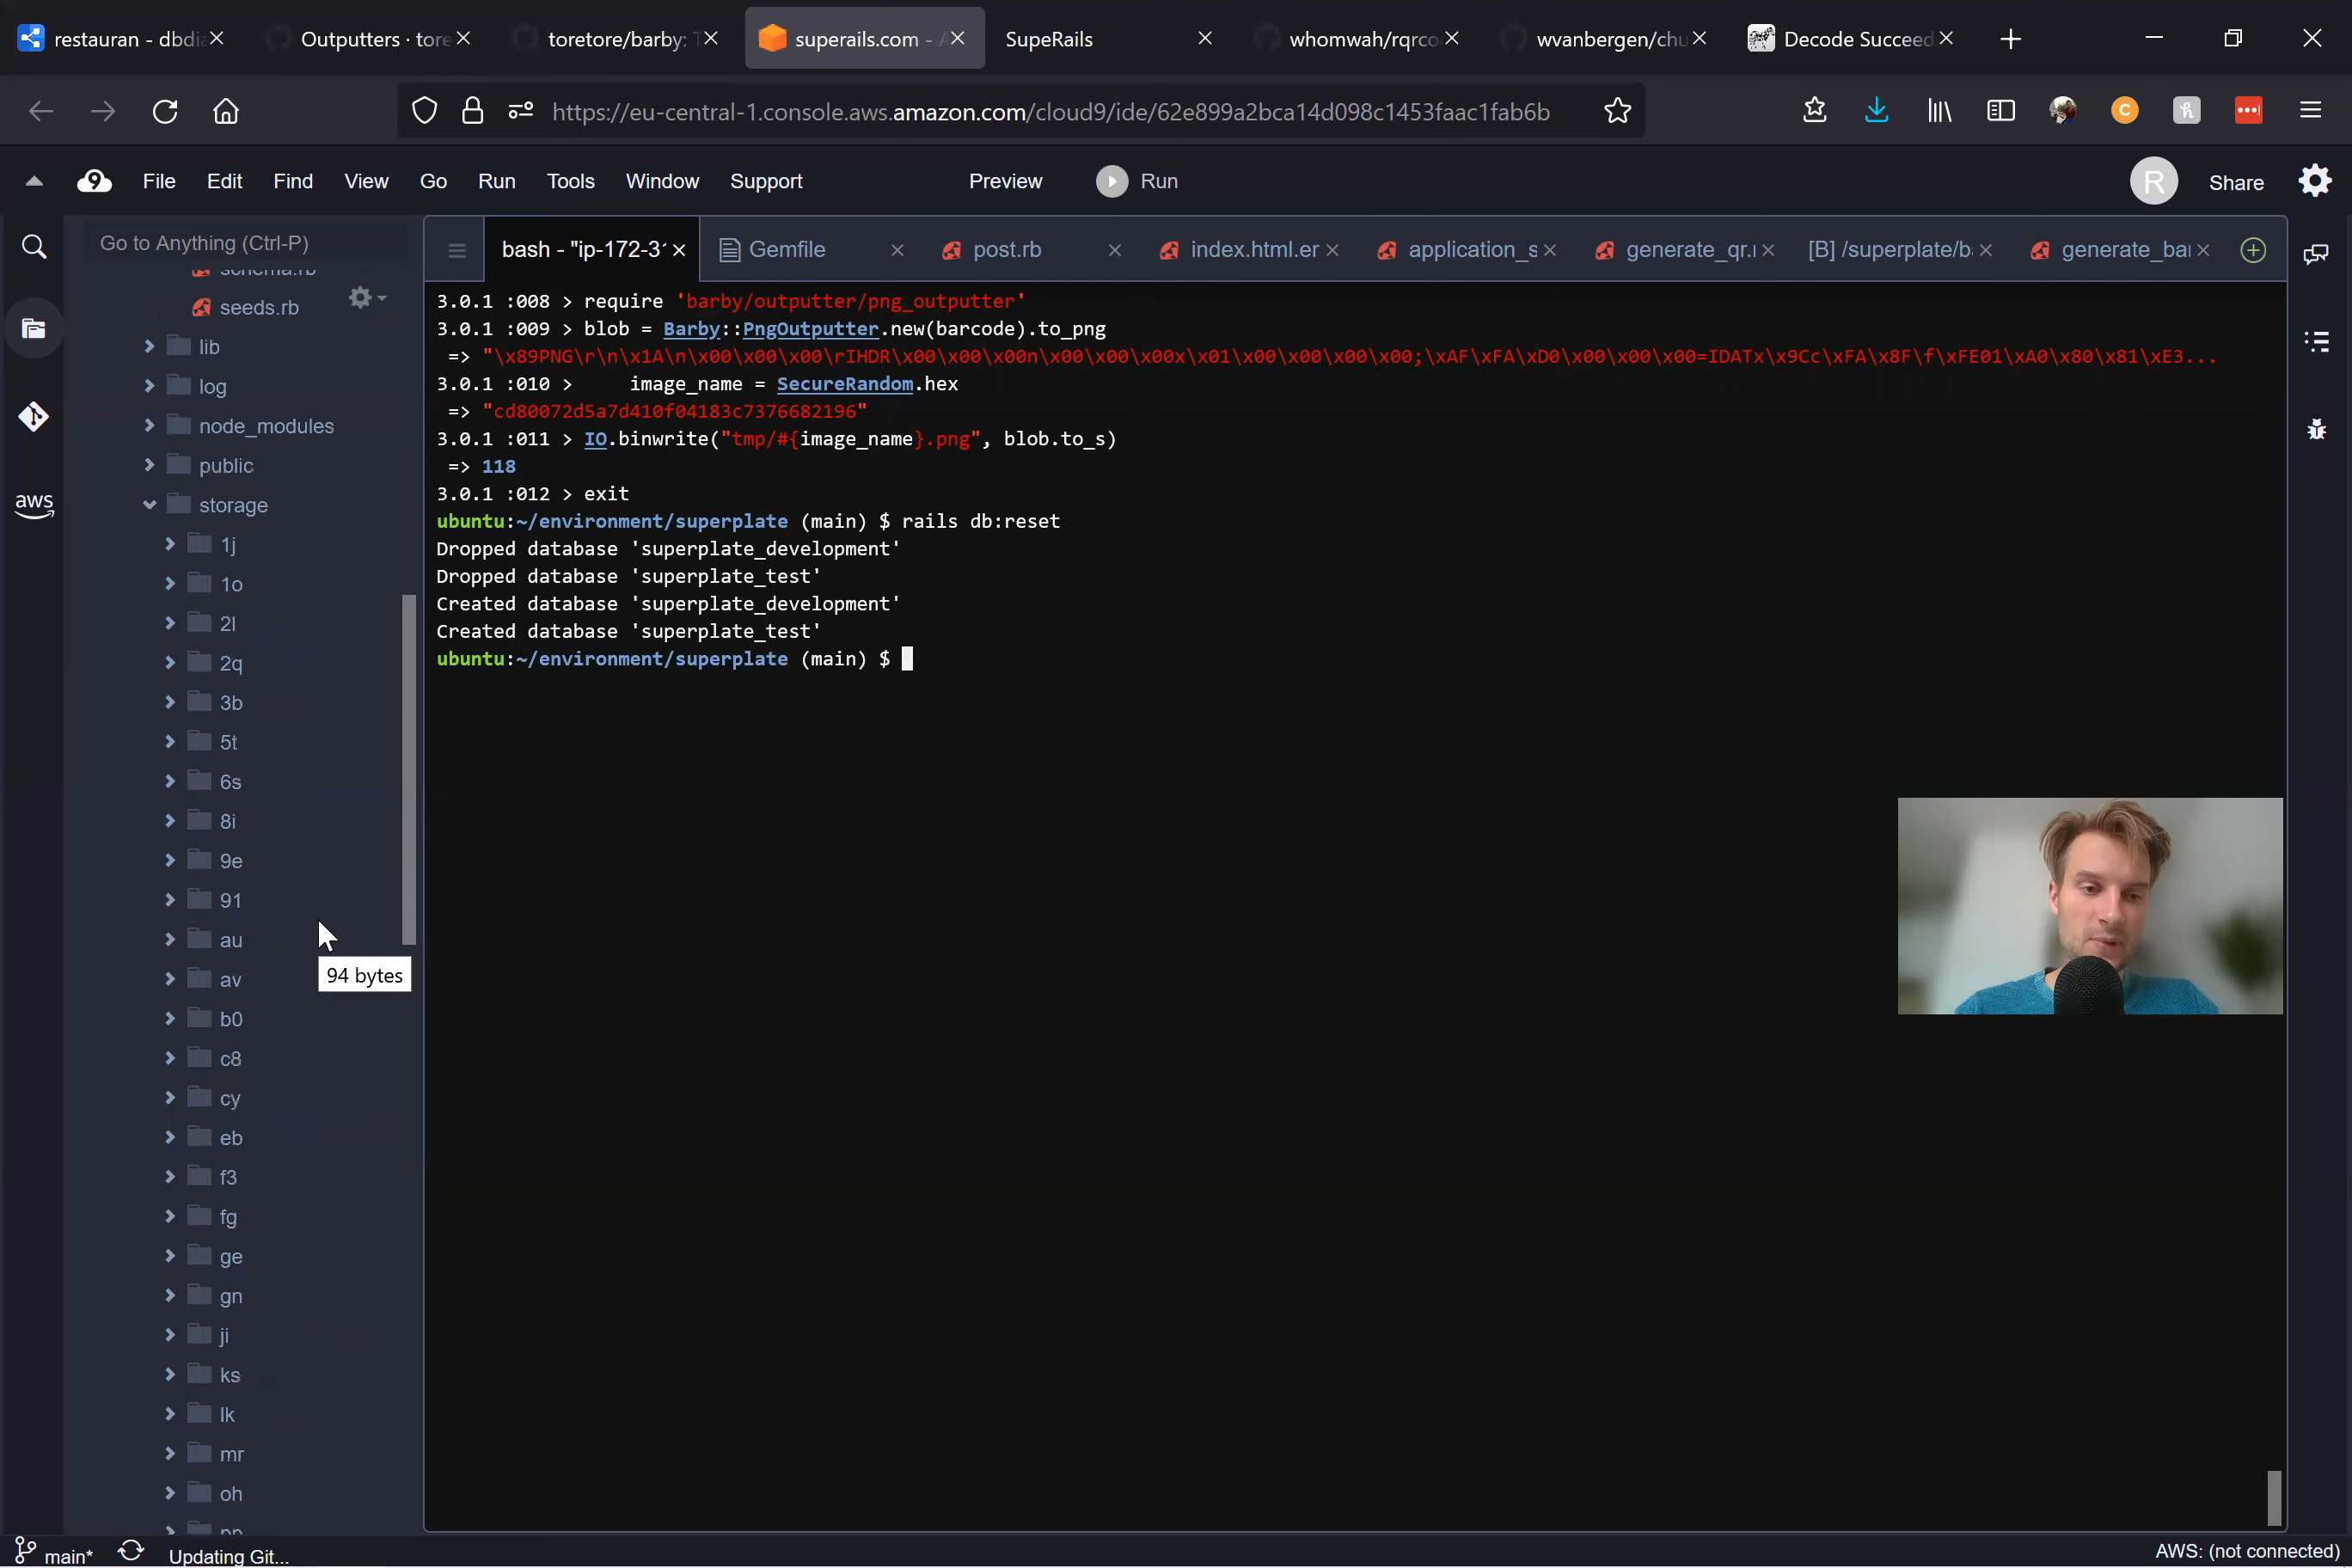 restauran - dbdi
Outputters · tore
toretore/barby: T
superails.com - A
SupeRails
whomwah/rqrco
wvanbergen/chu
Decode Succeed
https://eu-central-1.console.aws.amazon.com/cloud9/ide/62e899a2bca14d098c1453faac1fab6b
File Edit Find View Go Run Tools Window Support Preview Run R Share
Go to Anything (Ctrl-P)
bash - "ip-172-31
Gemfile
post.rb
index.html.er
application_s
generate_qr.r
[B] /superplate/b
generate_bar
schema.rb
seeds.rb
lib
log
node_modules
public
storage
1j
1o
2l
2q
3b
5t
6s
8i
9e
91
au
av
b0
c8
cy
eb
f3
fg
ge
gn
ji
ks
lk
mr
oh
aws
94 bytes
3.0.1 :008 > require 'barby/outputter/png_outputter'
3.0.1 :009 > blob = Barby::PngOutputter.new(barcode).to_png
=> "\x89PNG\r\n\x1A\n\x00\x00\x00\rIHDR\x00\x00\x00n\x00\x00\x00x\x01\x00\x00\x00\x00;\xAF\xFA\xD0\x00\x00\x00=IDATx\x9Cc\xFA\x8F\f\xFE01\xA0\x80\x81\xE3...
3.0.1 :010 > image_name = SecureRandom.hex
=> "cd80072d5a7d410f04183c7376682196"
3.0.1 :011 > IO.binwrite("tmp/#{image_name}.png", blob.to_s)
=> 118
3.0.1 :012 > exit
ubuntu:~/environment/superplate (main) $ rails db:reset
Dropped database 'superplate_development'
Dropped database 'superplate_test'
Created database 'superplate_development'
Created database 'superplate_test'
ubuntu:~/environment/superplate (main) $
main*
Updating Git...
AWS: (not connected)